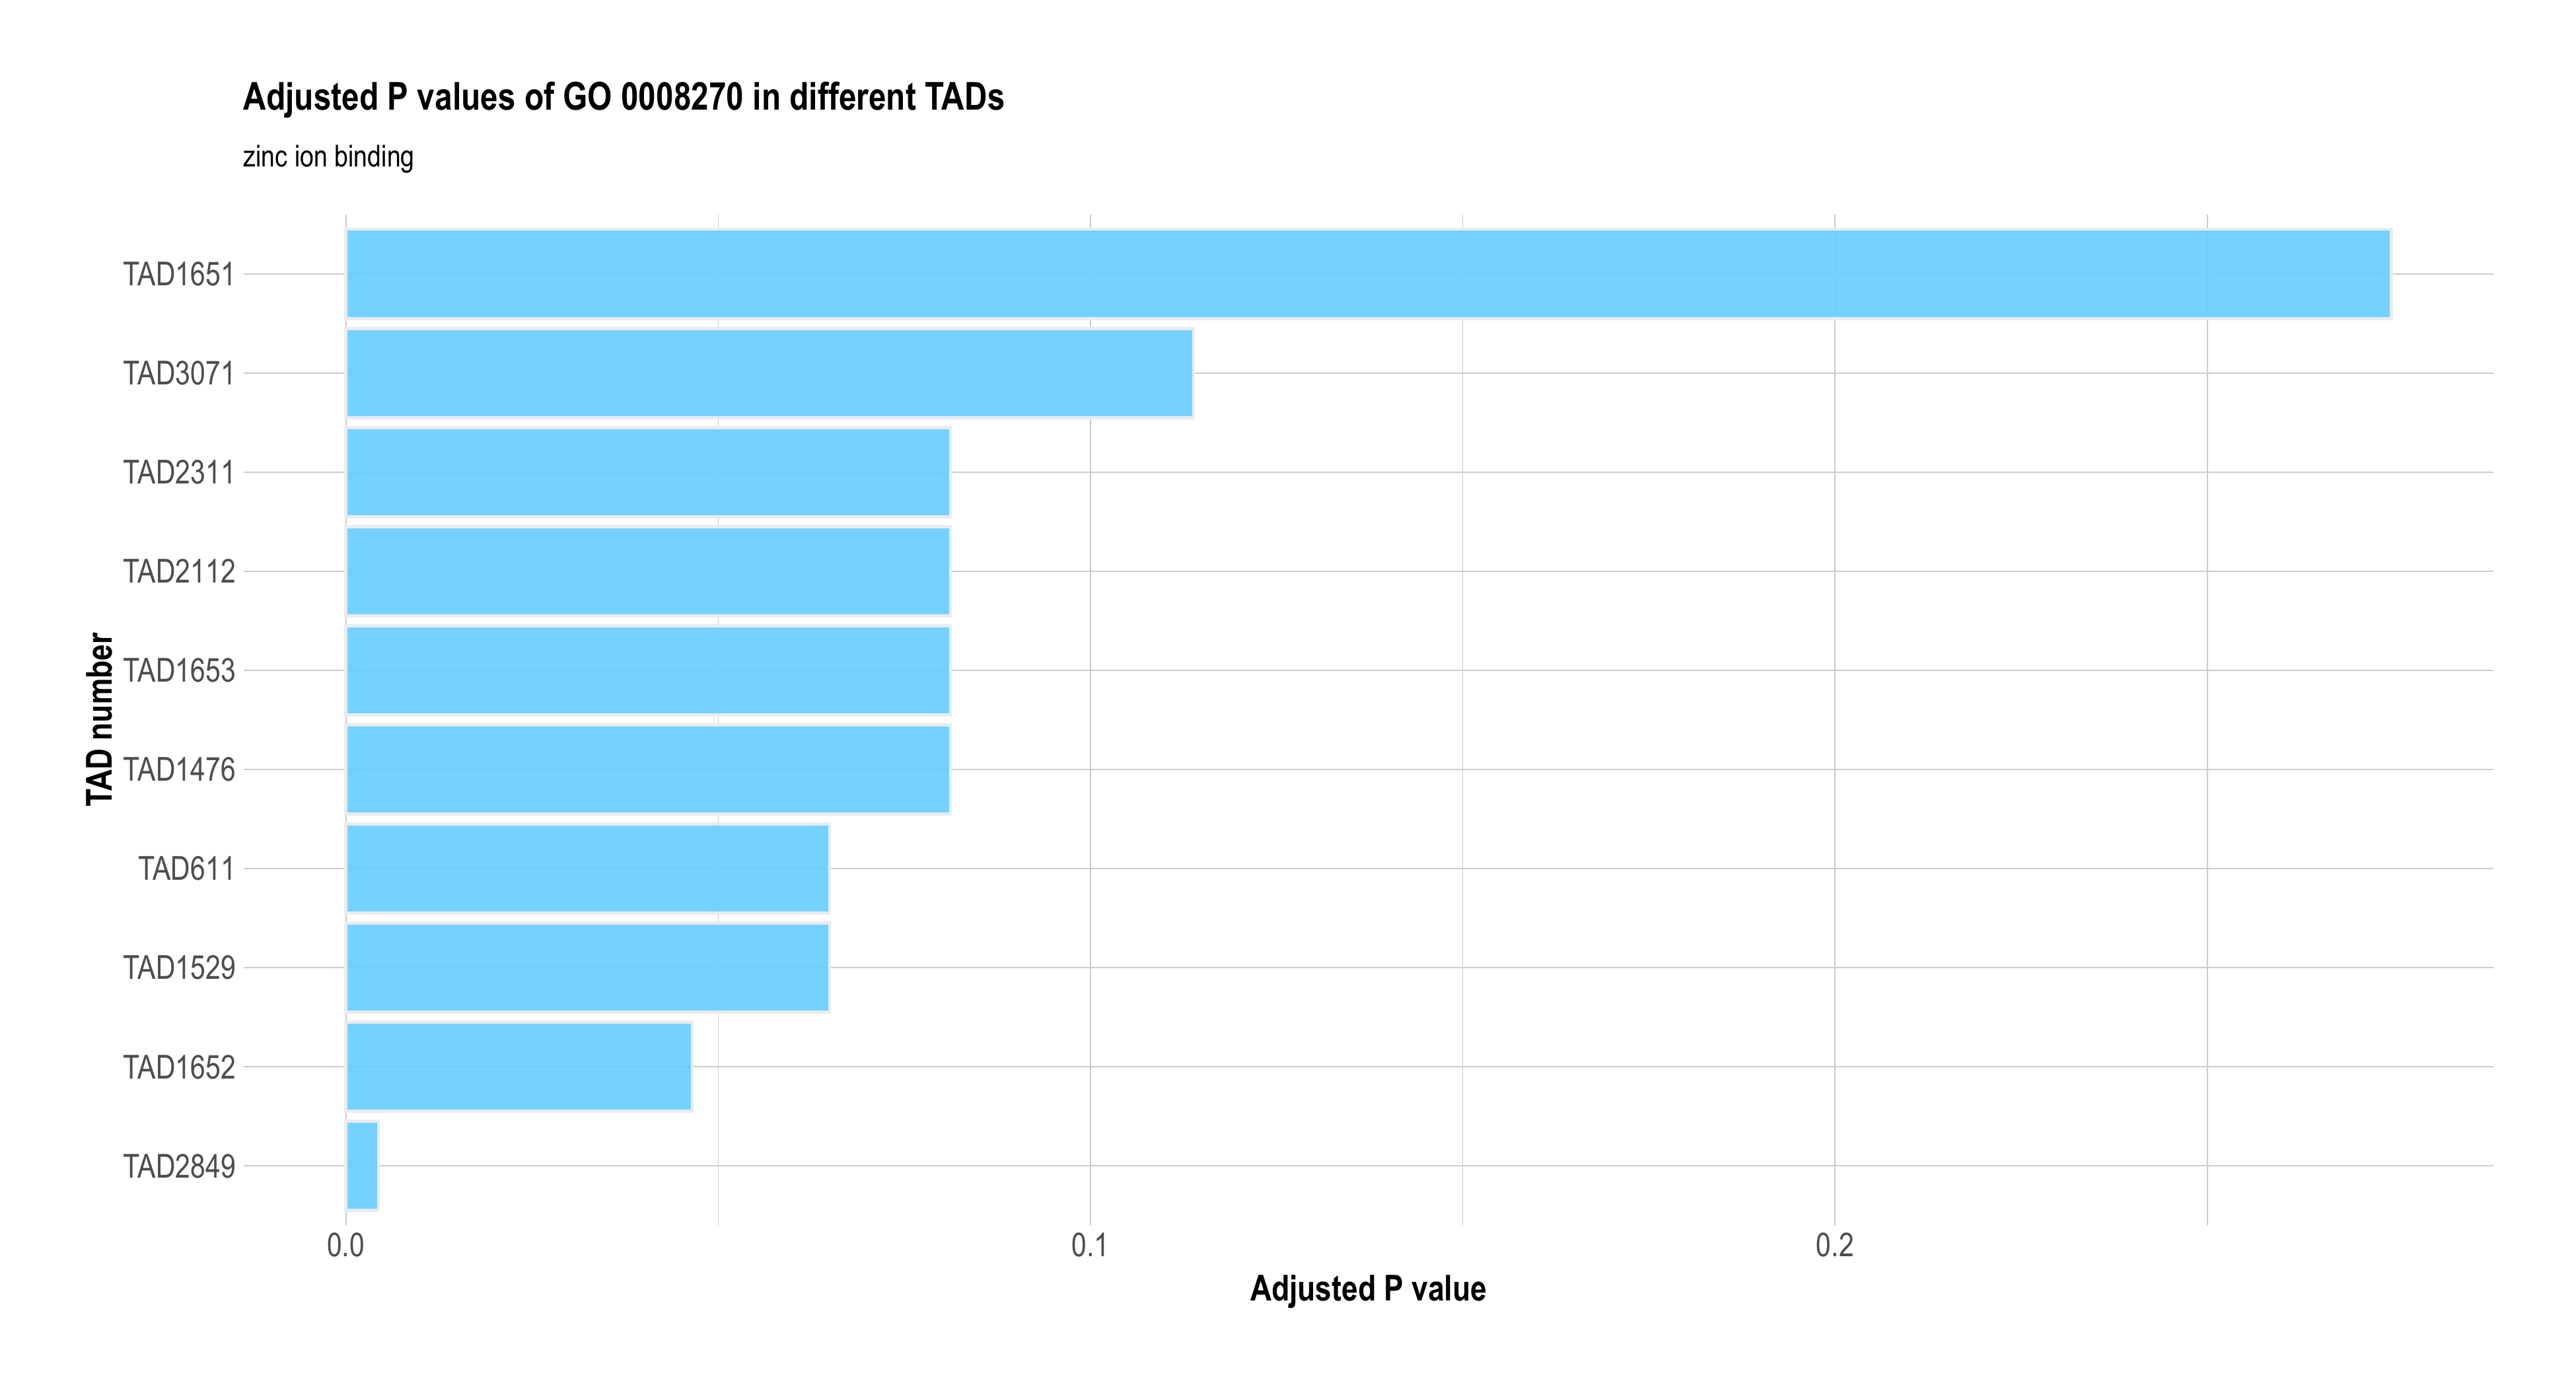 Adjusted P values of GO 0008270 in different TADs
zinc ion binding
TAD number
TAD1651
TAD3071
TAD2311
TAD2112
TAD1653
TAD1476
TAD611
TAD1529
TAD1652
TAD2849
0.0 0.1 0.2
Adjusted P value